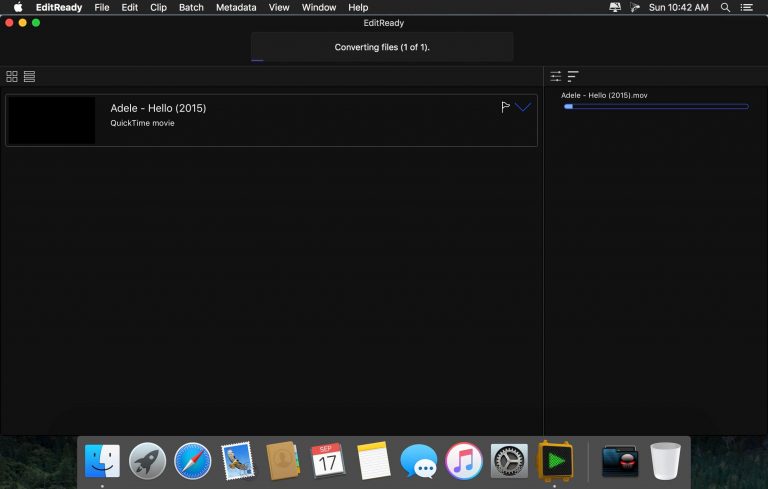 EditReady File Edit Clip Batch Metadata View Window Help Sun 10:42 AM
EditReady
Converting files (1 of 1).
Adele - Hello (2015).mov
Adele - Hello (2015)
QuickTime movie
SEP
17